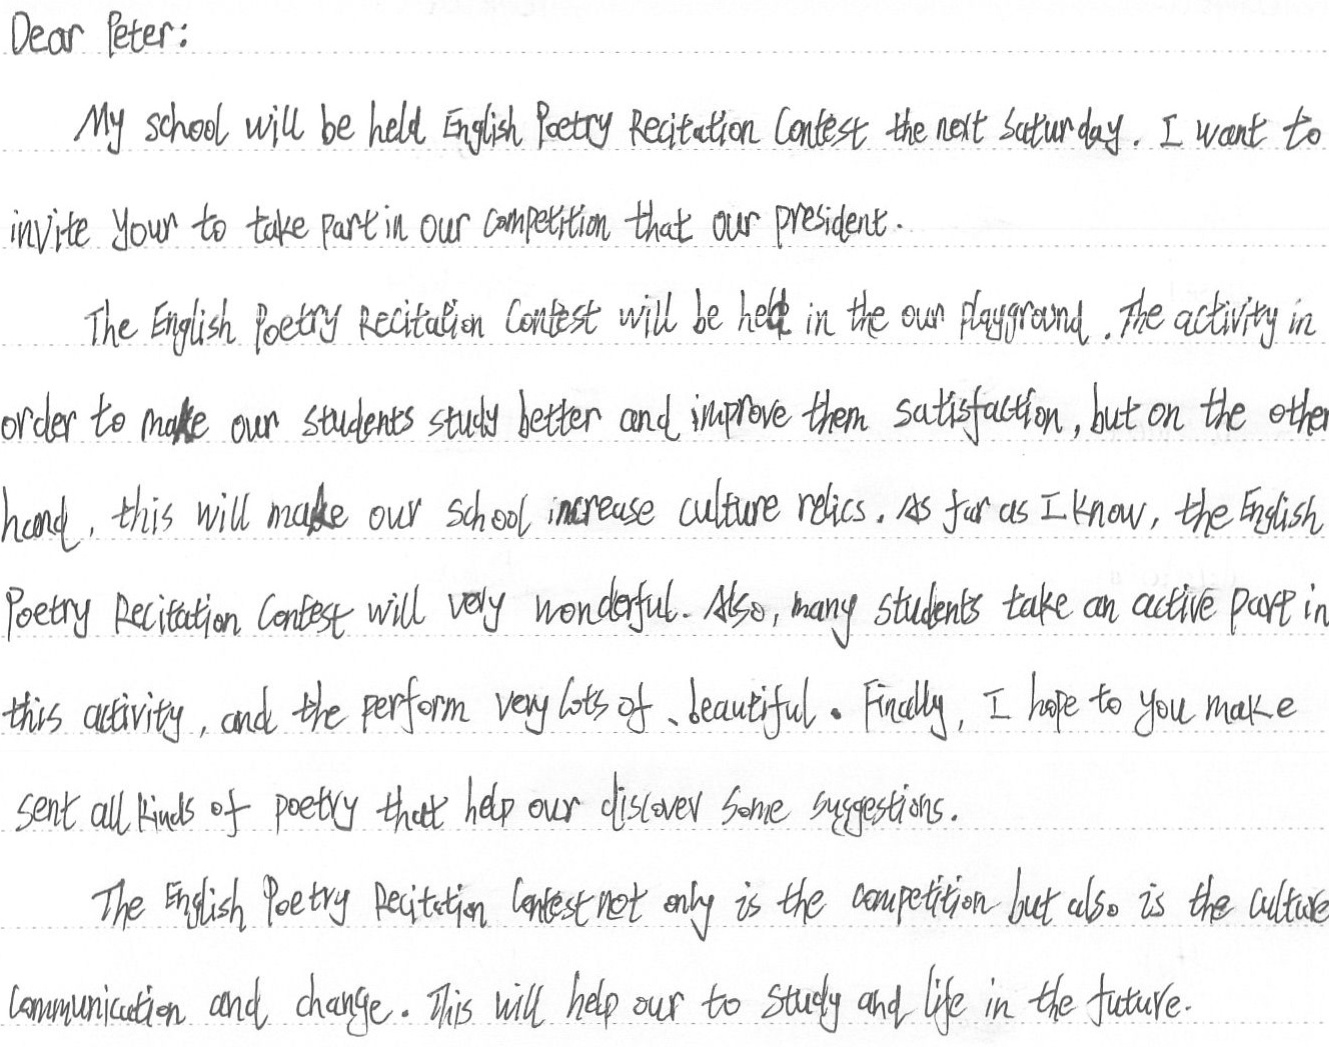 Dear Peter:
My school will be held English Poetry Recitation Contest the next Saturday. I want to
invite your to take part in our competition that our president.
The English Poetry Recitation Contest will be held in the our playground. The activity in
order to make our students study better and improve them satisfaction, but on the other
hand, this will make our school increase culture relics. As far as I know, the English
Poetry Recitation Contest will very wonderful. Also, many students take an active part in
this activity, and the perform very lots of 、beautiful. Finally, I hope to you make
sent all kinds of poetry that help our discover some suggestions.
The English Poetry Recitation Contest not only is the competition but also is the culture
communication and change. This will help our to study and life in the future.